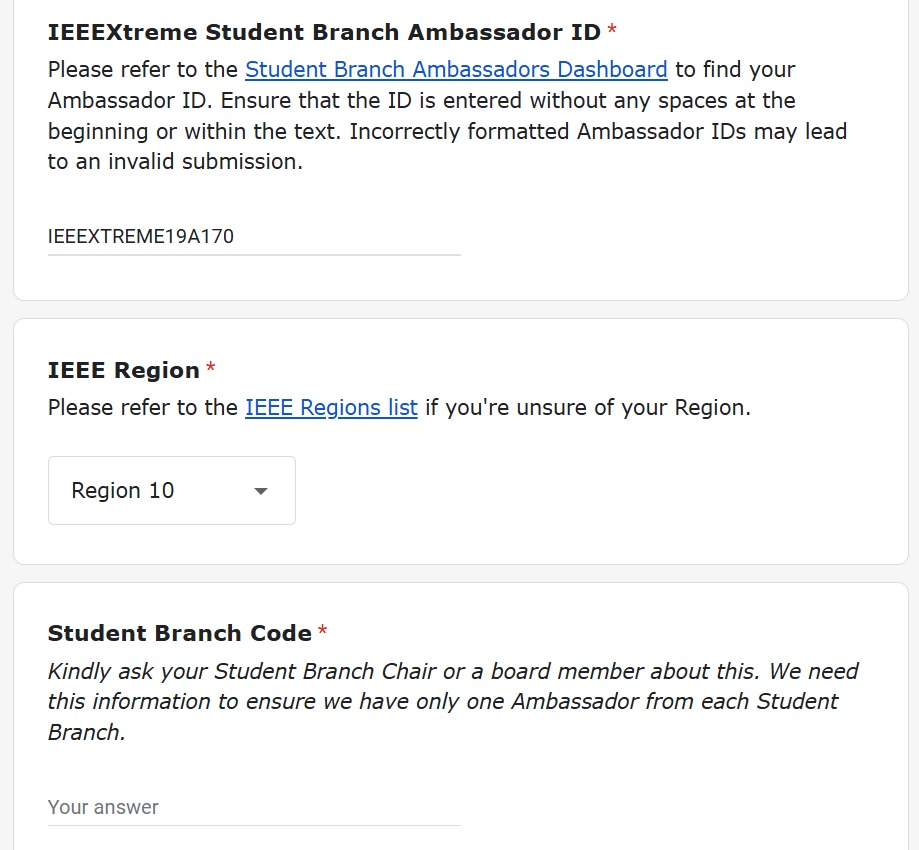 IEEEXtreme Student Branch Ambassador ID *
Please refer to the Student Branch Ambassadors Dashboard to find your
Ambassador ID. Ensure that the ID is entered without any spaces at the
beginning or within the text. Incorrectly formatted Ambassador IDs may lead
to an invalid submission.
IEEEXTREME19A170
IEEE Region *
Please refer to the IEEE Regions list if you're unsure of your Region.
Region 10
Student Branch Code *
Kindly ask your Student Branch Chair or a board member about this. We need
this information to ensure we have only one Ambassador from each Student
Branch.
Your answer